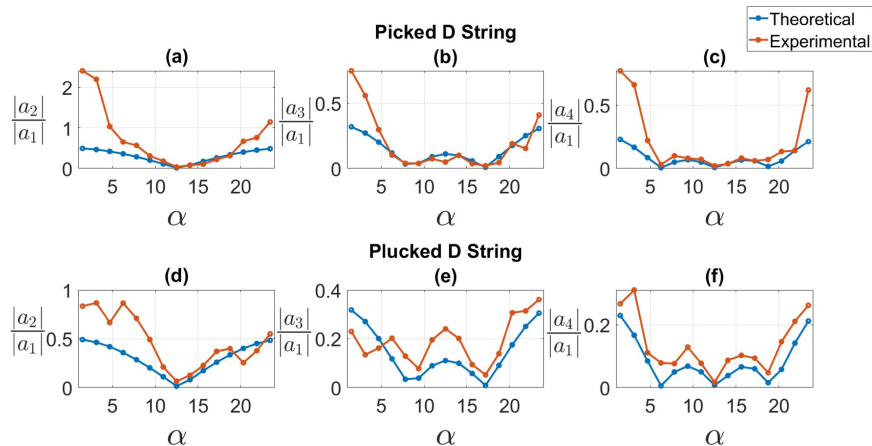 Theoretical
Experimental
Picked D String
(a)
(b)
(c)
|a₂|
|a₁|
2
1
0
5
10
15
20
α
|a₃|
|a₁|
0.5
0
5
10
15
20
α
|a₄|
|a₁|
0.5
0
5
10
15
20
α
Plucked D String
(d)
(e)
(f)
|a₂|
|a₁|
1
0.5
0
5
10
15
20
α
|a₃|
|a₁|
0.4
0.2
0
5
10
15
20
α
|a₄|
|a₁|
0.2
0
5
10
15
20
α